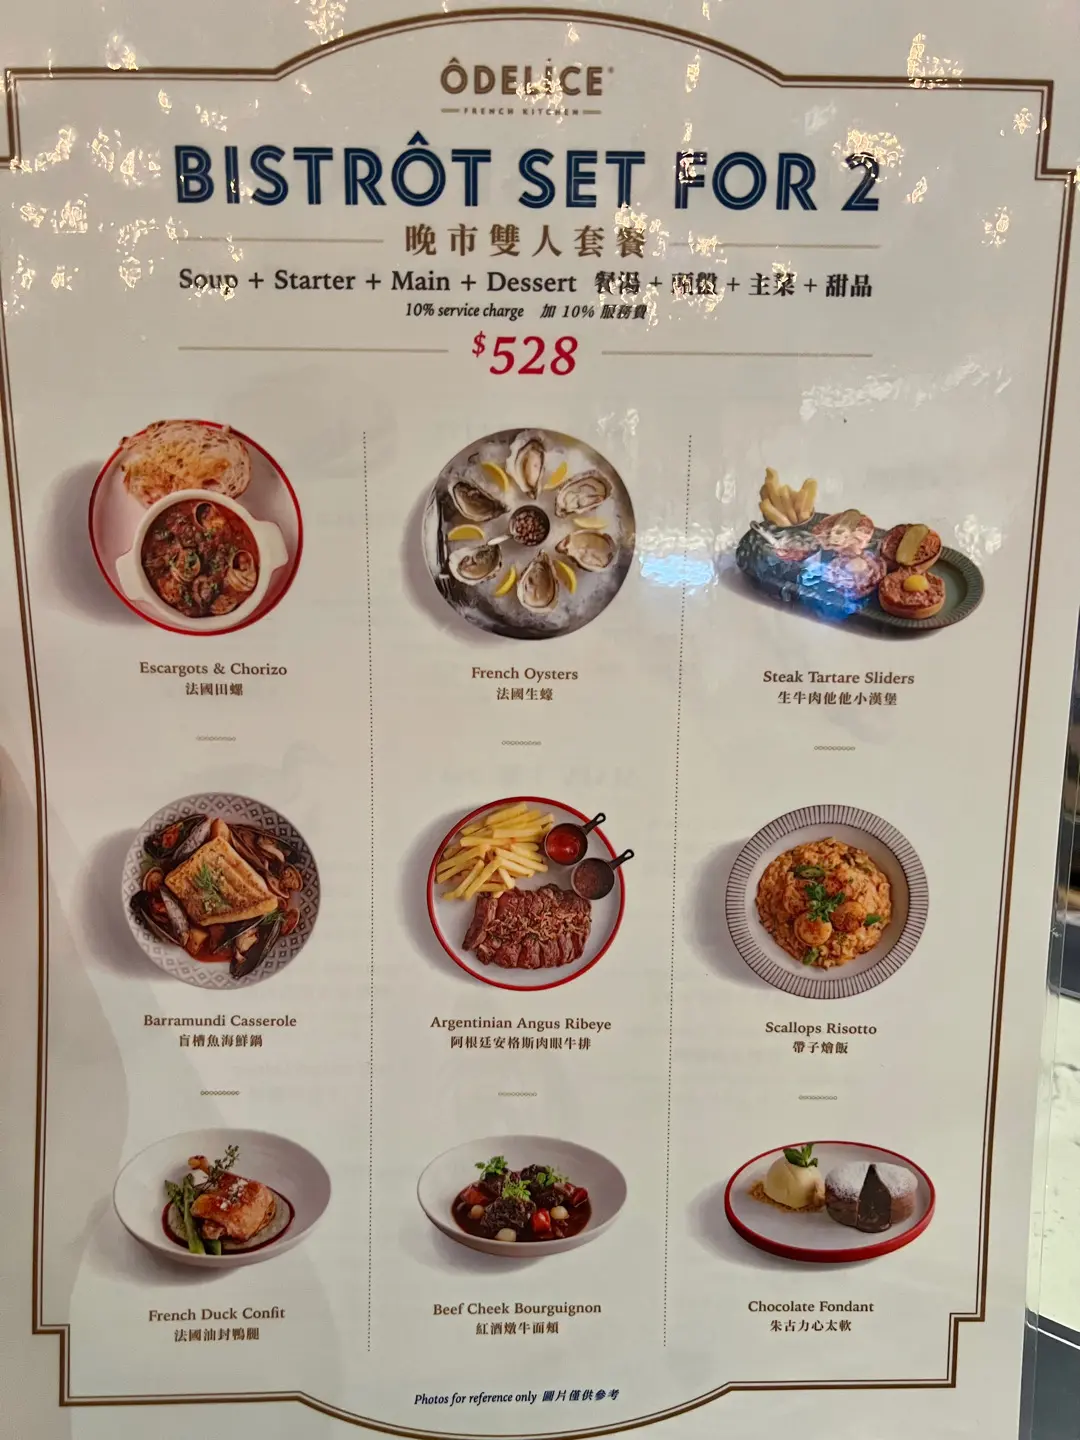 ÔDELICE
FRENCH KITCHEN
BISTRÔT SET FOR 2
晚市雙人套餐
Soup + Starter + Main + Dessert 餐湯 + 頭盤 + 主菜 + 甜品
10% service charge 加 10% 服務費
$528
Escargots & Chorizo
法國田螺
French Oysters
法國生蠔
Steak Tartare Sliders
生牛肉他他小漢堡
Barramundi Casserole
盲槽魚海鮮鍋
Argentinian Angus Ribeye
阿根廷安格斯肉眼牛排
Scallops Risotto
帶子燴飯
French Duck Confit
法國油封鴨腿
Beef Cheek Bourguignon
紅酒燉牛面頰
Chocolate Fondant
朱古力心太軟
Photos for reference only 圖片僅供參考